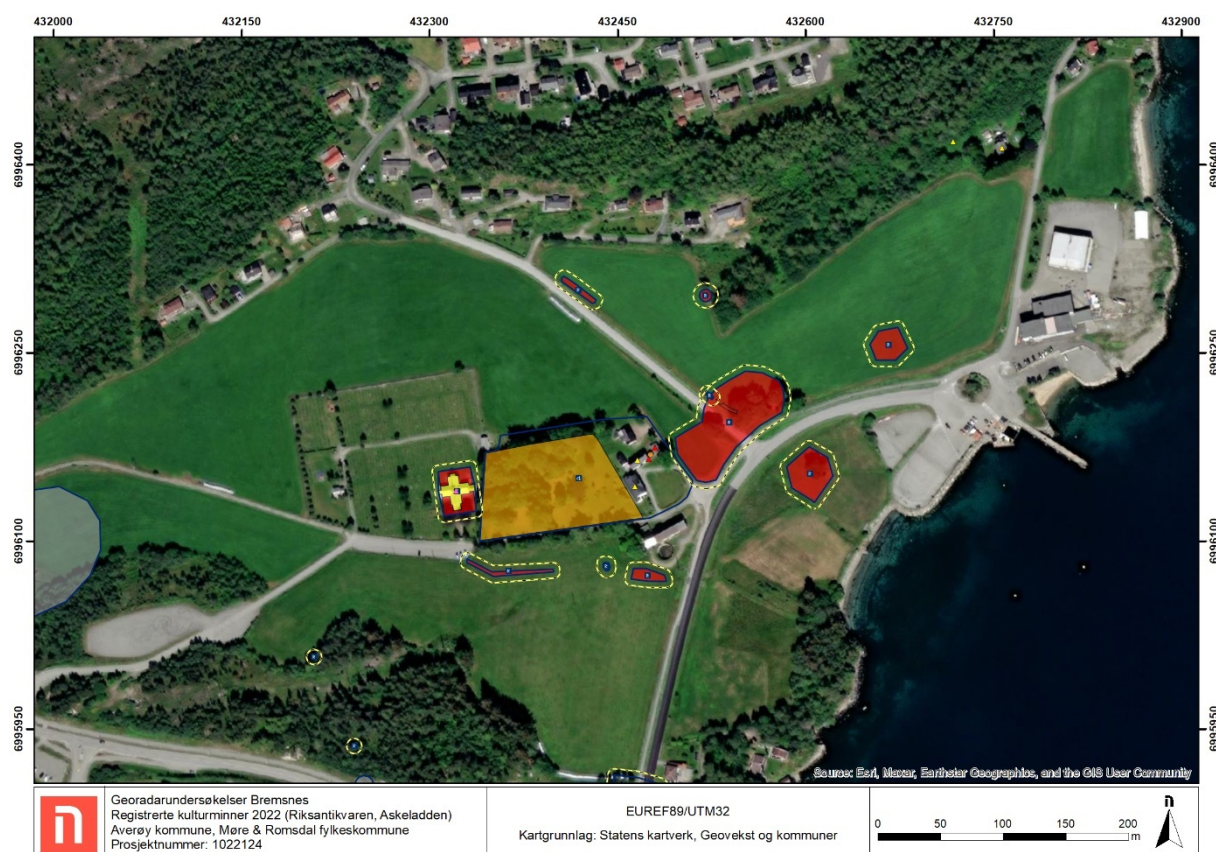 432000 432150 432300 432450 432600 432750 432900
6996400 6996400
6996250 6996250
6996100 6996100
6995950 6995950
Source: Esri, Maxar, Earthstar Geographics, and the GIS User Community
Georadarundersøkelser Bremsnes
Registrerte kulturminner 2022 (Riksantikvaren, Askeladden)
Averøy kommune, Møre & Romsdal fylkeskommune
Prosjektnummer: 1022124
EUREF89/UTM32
Kartgrunlag: Statens kartverk, Geovekst og kommuner
0 50 100 150 200
m
n